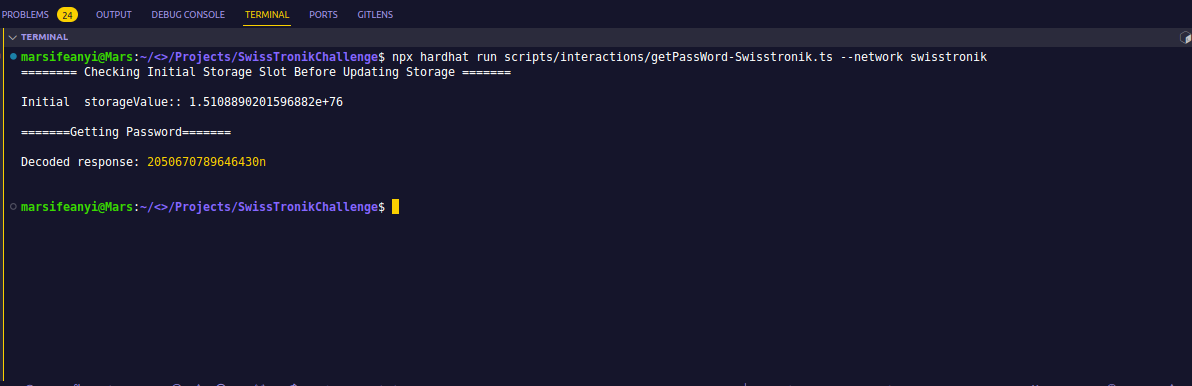 PROBLEMS 24 OUTPUT DEBUG CONSOLE TERMINAL PORTS GITLENS
TERMINAL
marsifeanyi@Mars:~/<>/Projects/SwissTronikChallenge$ npx hardhat run scripts/interactions/getPassWord-Swisstronik.ts --network swisstronik
======== Checking Initial Storage Slot Before Updating Storage =======
Initial  storageValue:: 1.5108890201596882e+76
=======Getting Password=======
Decoded response: 2050670789646430n
marsifeanyi@Mars:~/<>/Projects/SwissTronikChallenge$